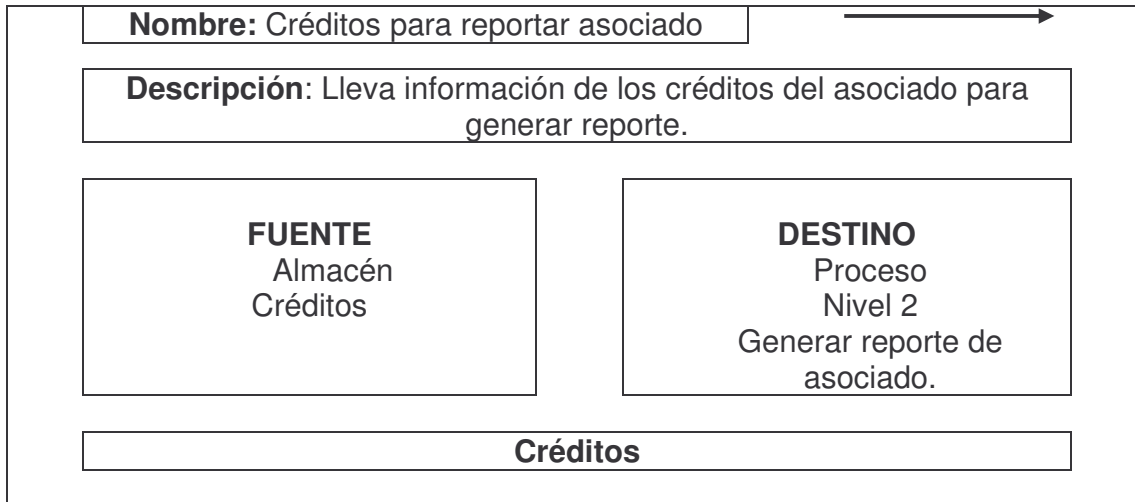 Nombre: Créditos para reportar asociado
Descripción: Lleva información de los créditos del asociado para
generar reporte.
FUENTE
Almacén
Créditos
DESTINO
Proceso
Nivel 2
Generar reporte de
asociado.
Créditos